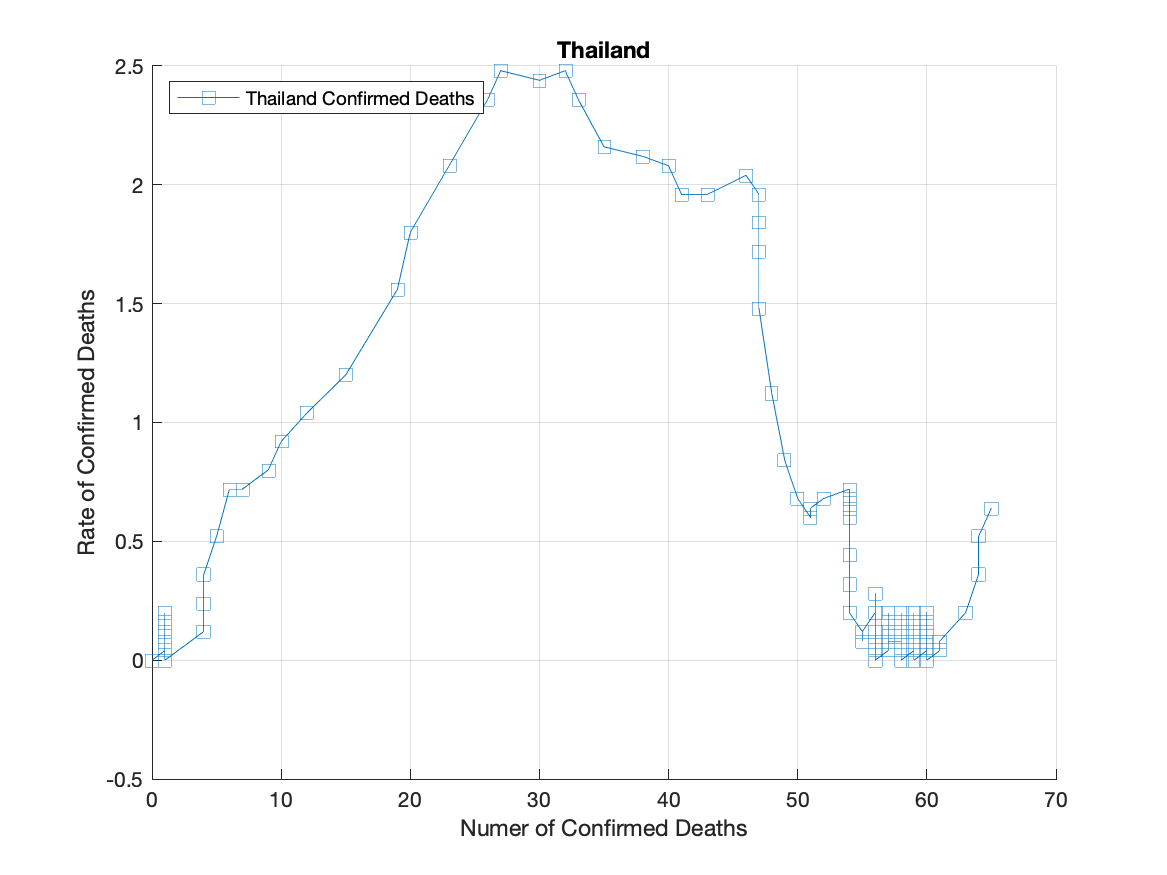 Thailand
2.5
Thailand Confirmed Deaths
2
1.5
1
0.5
0
-0.5
Rate of Confirmed Deaths
0 10 20 30 40 50 60 70
Numer of Confirmed Deaths